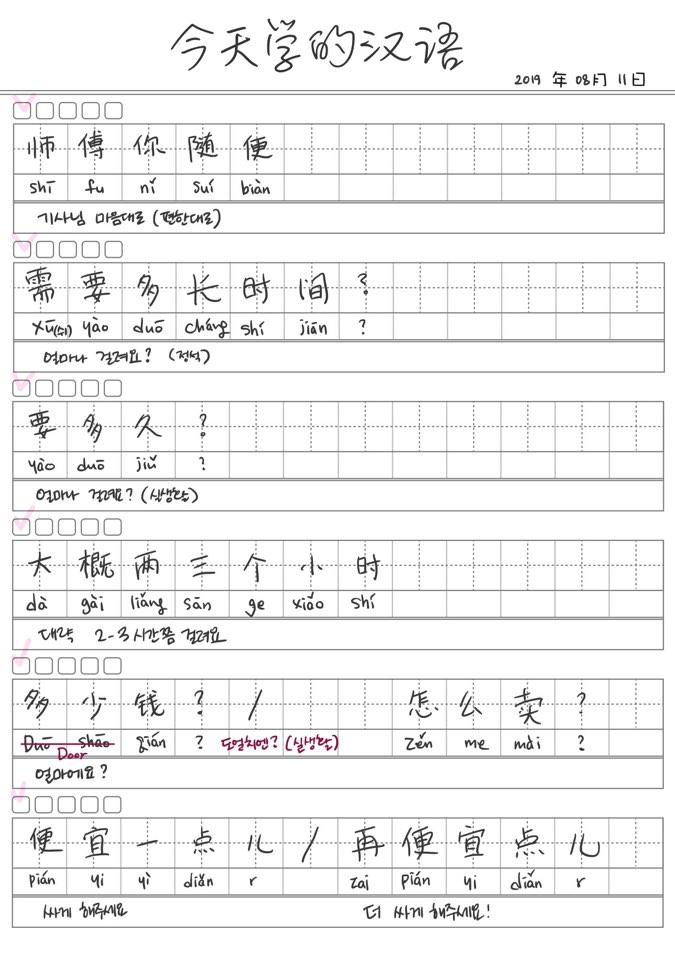 今天学的汉语
2019 年 08月 11日
师 傅 你 随 便
shī fu nǐ suí biàn
기사님 마음대로 (편한대로)
需 要 多 长 时 间 ?
xū(쉬) yào duō cháng shí jiān ?
얼마나 걸려요? (정석)
要 多 久 ?
yào duō jiǔ ?
얼마나 걸려요? (실생활)
大 概 两 三 个 小 时
dà gài liǎng sān ge xiǎo shí
대략 2-3시간쯤 걸려요
多 少 钱 ? / 怎 么 卖 ?
Duō shāo qián ? 도얼치엔? (실생활) zěn me mài ?
Door
얼마에요?
便 宜 一 点 儿 / 再 便 宜 点 儿
pián yi yì diǎn r zai pián yi diǎn r
싸게 해주세요 더 싸게 해주세요!